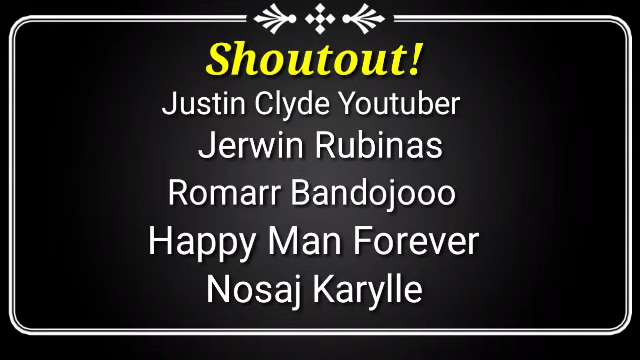 Shoutout!
Justin Clyde Youtuber
Jerwin Rubinas
Romarr Bandojooo
Happy Man Forever
Nosaj Karylle